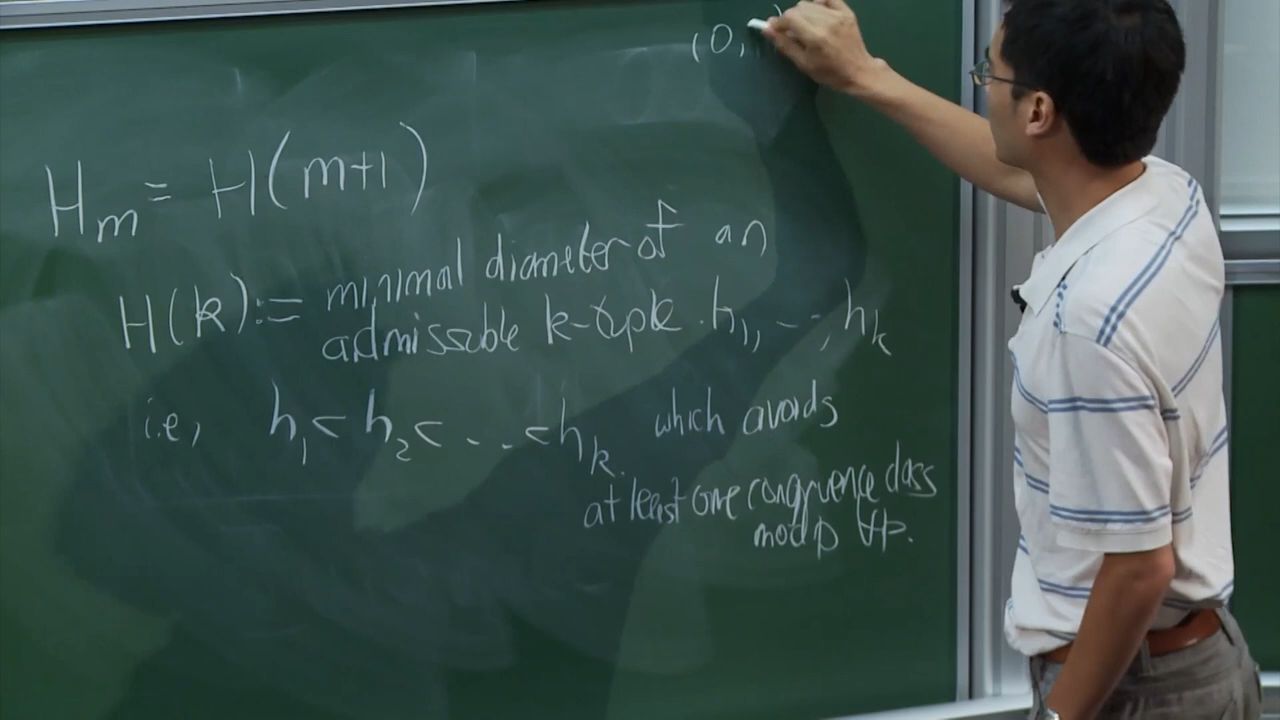 (0,
H_m = H(m+1)
H(k) := minimal diameter of an
admissable k-tuple h_1, ..., h_k
i.e., h_1 < h_2 < ... < h_k. which avoids
at least one congruence class
mod p ∀p.